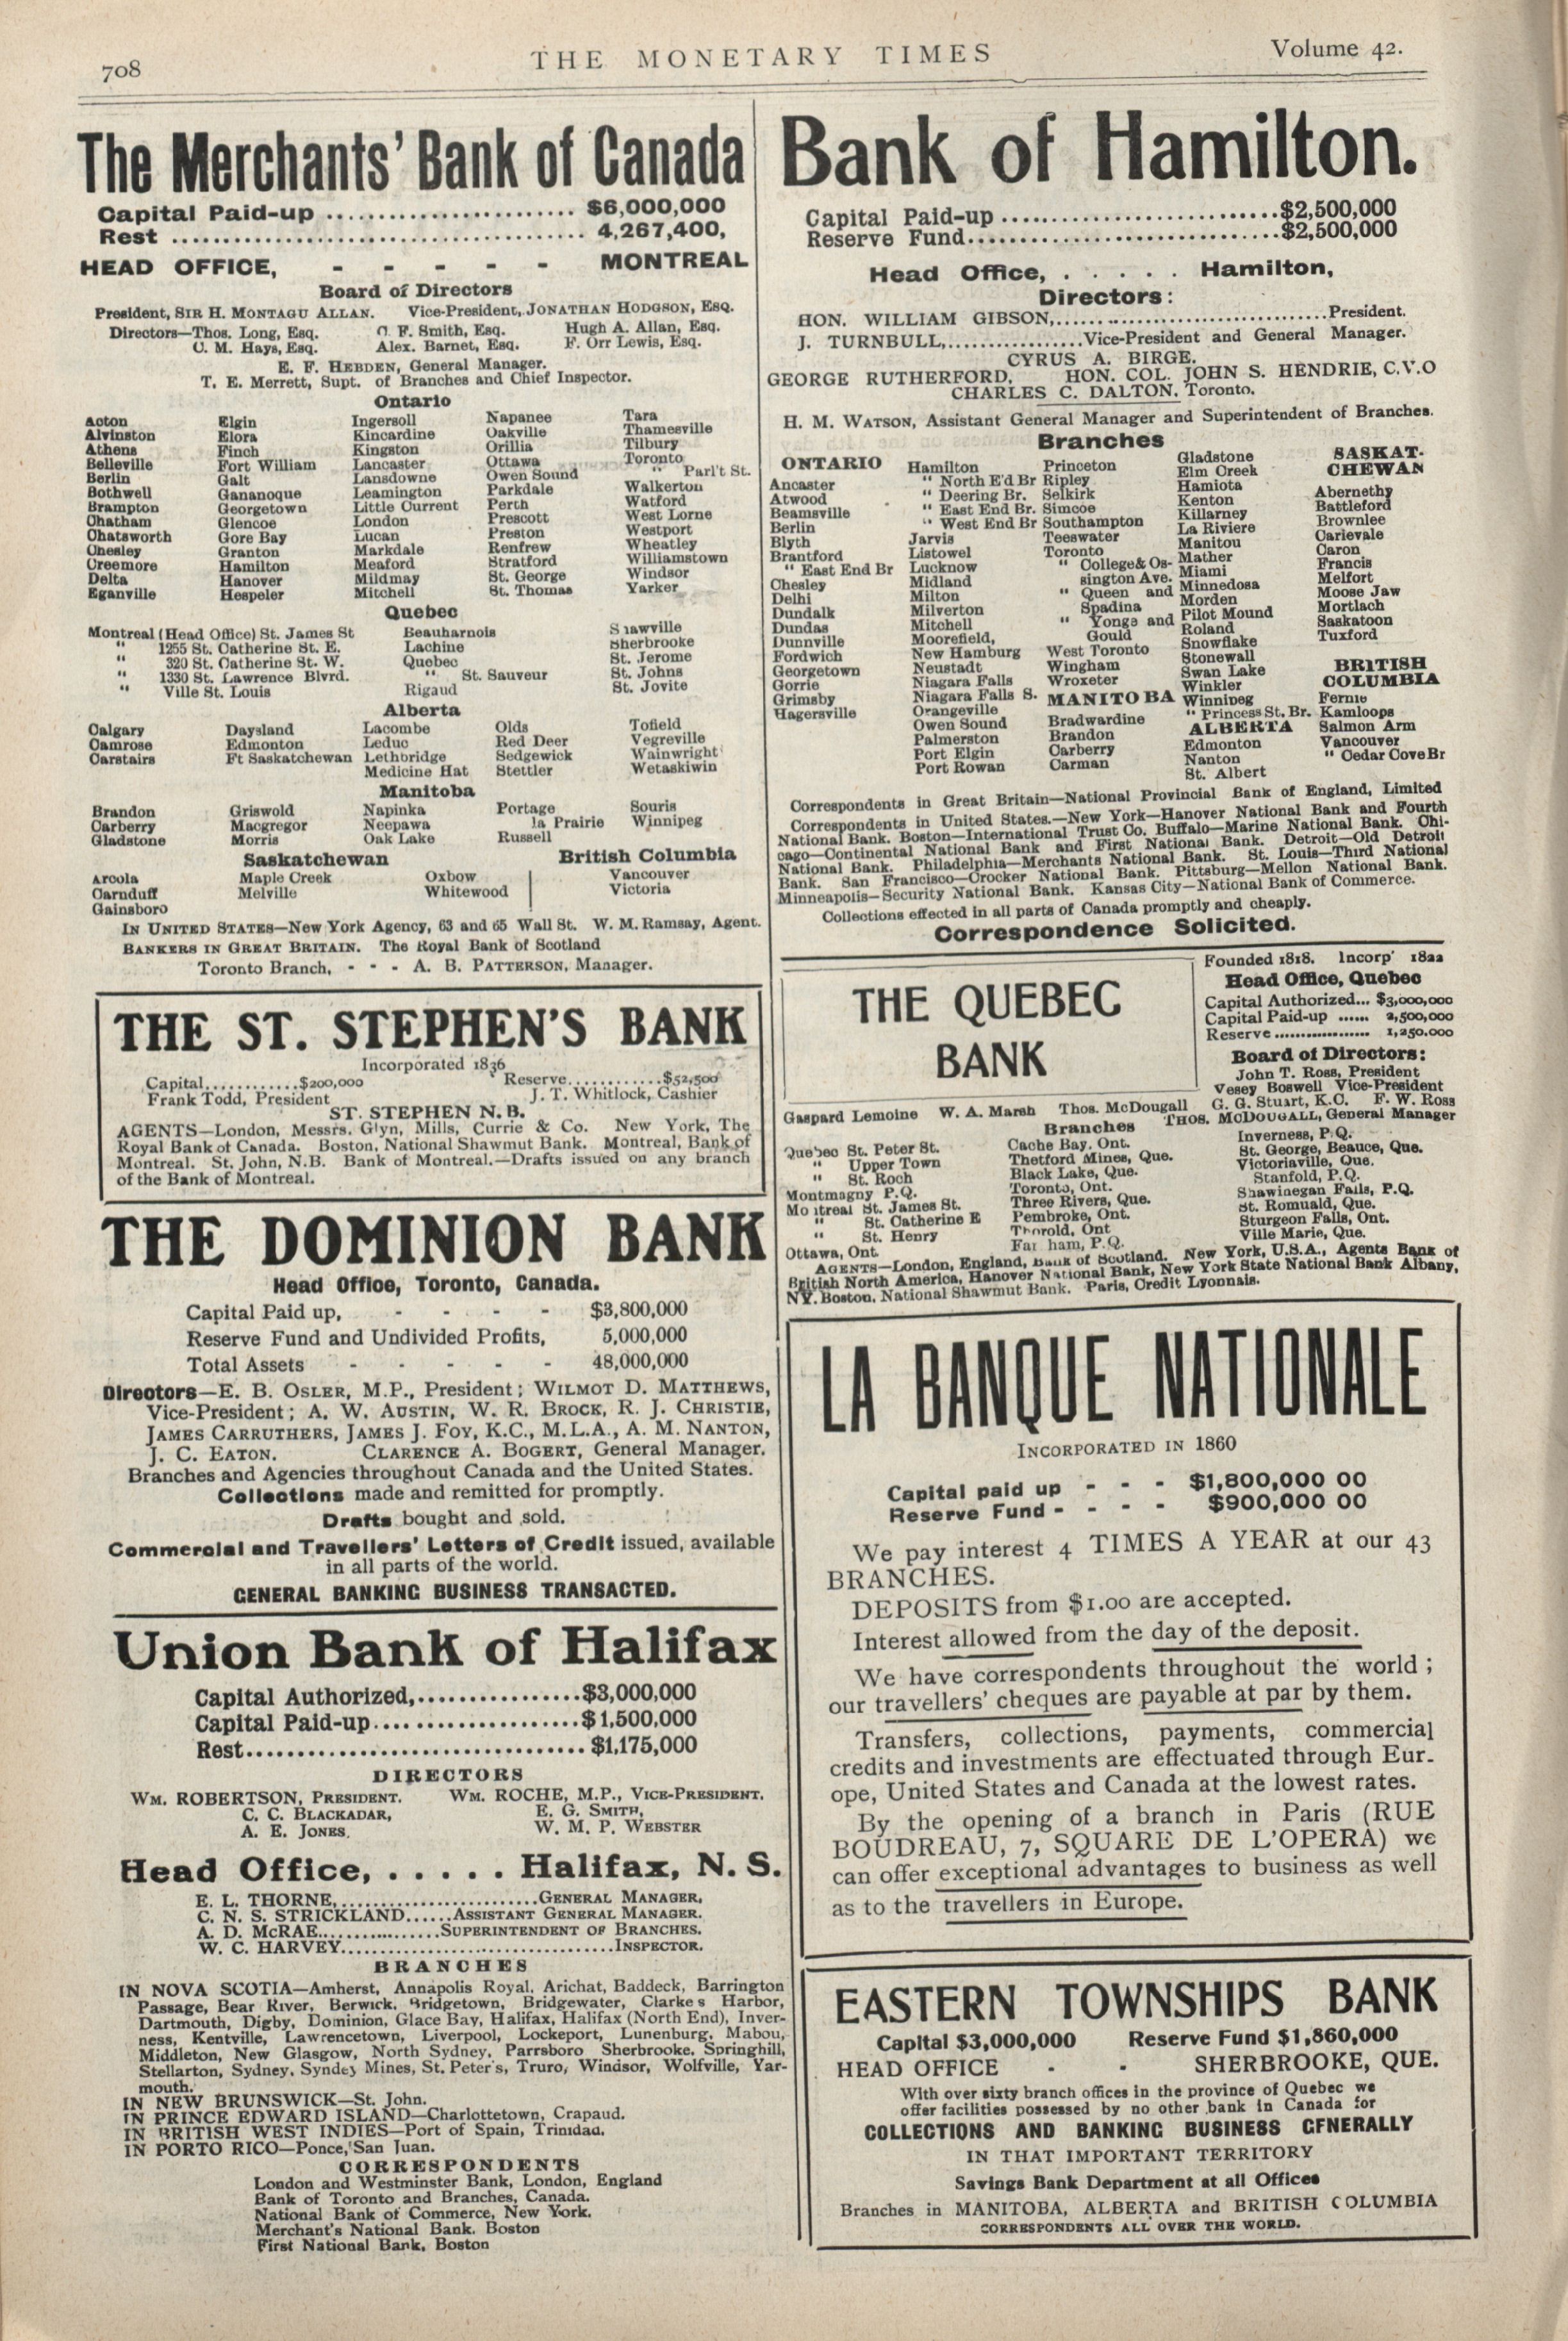 708
THE MONETARY TIMES
Volume 42.
The Merchants' Bank of Canada
Capital Paid-up ........................ $6,000,000
Rest ........................................ 4,267,400,
HEAD OFFICE, - - - - - MONTREAL
Board of Directors
President, SIR H. MONTAGU ALLAN. Vice-President, JONATHAN HODGSON, ESQ.
Directors—Thos. Long, Esq. C. F. Smith, Esq. Hugh A. Allan, Esq.
C. M. Hays, Esq. Alex. Barnet, Esq. F. Orr Lewis, Esq.
E. F. HEBDEN, General Manager.
T. E. Merrett, Supt. of Branches and Chief Inspector.
Ontario
Acton Elgin Ingersoll Napanee Tara
Alvinston Elora Kincardine Oakville Thamesville
Athens Finch Kingston Orillia Tilbury
Belleville Fort William Lancaster Ottawa Toronto
Berlin Galt Lansdowne Owen Sound " Parl't St.
Bothwell Gananoque Leamington Parkdale Walkerton
Brampton Georgetown Little Current Perth Watford
Chatham Glencoe London Prescott West Lorne
Chatsworth Gore Bay Lucan Preston Westport
Chesley Granton Markdale Renfrew Wheatley
Creemore Hamilton Meaford Stratford Williamstown
Delta Hanover Mildmay St. George Windsor
Eganville Hespeler Mitchell St. Thomas Yarker
Quebec
Montreal (Head Office) St. James St Beauharnois Shawville
" 1255 St. Catherine St. E. Lachine Sherbrooke
" 320 St. Catherine St. W. Quebec St. Jerome
" 1330 St. Lawrence Blvrd. " St. Sauveur St. Johns
" Ville St. Louis Rigaud St. Jovite
Alberta
Calgary Daysland Lacombe Olds Tofield
Camrose Edmonton Leduc Red Deer Vegreville
Carstairs Ft Saskatchewan Lethbridge Sedgewick Wainwright
Medicine Hat Stettler Wetaskiwin
Manitoba
Brandon Griswold Napinka Portage Souris
Carberry Macgregor Neepawa la Prairie Winnipeg
Gladstone Morris Oak Lake Russell
Saskatchewan British Columbia
Arcola Maple Creek Oxbow Vancouver
Carnduff Melville Whitewood Victoria
Gainsboro
IN UNITED STATES—New York Agency, 63 and 65 Wall St. W. M. Ramsay, Agent.
BANKERS IN GREAT BRITAIN. The Royal Bank of Scotland
Toronto Branch, - - - A. B. PATTERSON, Manager.
THE ST. STEPHEN'S BANK
Incorporated 1836
Capital............$200,000 Reserve............$52,500
Frank Todd, President J. T. Whitlock, Cashier
ST. STEPHEN N. B.
AGENTS—London, Messrs. Glyn, Mills, Currie & Co. New York, The
Royal Bank of Canada. Boston, National Shawmut Bank. Montreal, Bank of
Montreal. St. John, N.B. Bank of Montreal.—Drafts issued on any branch
of the Bank of Montreal.
THE DOMINION BANK
Head Office, Toronto, Canada.
Capital Paid up, - - - - $3,800,000
Reserve Fund and Undivided Profits, 5,000,000
Total Assets - - - - - 48,000,000
Directors—E. B. OSLER, M.P., President; WILMOT D. MATTHEWS,
Vice-President; A. W. AUSTIN, W. R. BROCK, R. J. CHRISTIE,
JAMES CARRUTHERS, JAMES J. FOY, K.C., M.L.A., A. M. NANTON,
J. C. EATON. CLARENCE A. BOGERT, General Manager.
Branches and Agencies throughout Canada and the United States.
Collections made and remitted for promptly.
Drafts bought and sold.
Commercial and Travellers' Letters of Credit issued, available
in all parts of the world.
GENERAL BANKING BUSINESS TRANSACTED.
Union Bank of Halifax
Capital Authorized,................$3,000,000
Capital Paid-up....................$1,500,000
Rest.................................$1,175,000
DIRECTORS
WM. ROBERTSON, PRESIDENT. WM. ROCHE, M.P., VICE-PRESIDENT.
C. C. BLACKADAR, E. G. SMITH,
A. E. JONES, W. M. P. WEBSTER
Head Office, . . . . . Halifax, N. S.
E. L. THORNE,.........................GENERAL MANAGER.
C. N. S. STRICKLAND......ASSISTANT GENERAL MANAGER.
A. D. McRAE................SUPERINTENDENT OF BRANCHES.
W. C. HARVEY...................................INSPECTOR.
BRANCHES
IN NOVA SCOTIA—Amherst, Annapolis Royal, Arichat, Baddeck, Barrington
Passage, Bear River, Berwick, Bridgetown, Bridgewater, Clarke s Harbor,
Dartmouth, Digby, Dominion, Glace Bay, Halifax, Halifax (North End), Inver-
ness, Kentville, Lawrencetown, Liverpool, Lockeport, Lunenburg, Mabou,
Middleton, New Glasgow, North Sydney, Parrsboro Sherbrooke, Springhill,
Stellarton, Sydney, Syndey Mines, St. Peter's, Truro, Windsor, Wolfville, Yar-
mouth.
IN NEW BRUNSWICK—St. John.
IN PRINCE EDWARD ISLAND—Charlottetown, Crapaud.
IN BRITISH WEST INDIES—Port of Spain, Trinidad.
IN PORTO RICO—Ponce, San Juan.
CORRESPONDENTS
London and Westminster Bank, London, England
Bank of Toronto and Branches, Canada.
National Bank of Commerce, New York.
Merchant's National Bank, Boston
First National Bank, Boston
Bank of Hamilton.
Capital Paid-up ...........................$2,500,000
Reserve Fund..............................$2,500,000
Head Office, . . . . . Hamilton,
Directors:
HON. WILLIAM GIBSON,...................................President.
J. TURNBULL,.................Vice-President and General Manager.
CYRUS A. BIRGE.
GEORGE RUTHERFORD, HON. COL. JOHN S. HENDRIE, C.V.O
CHARLES C. DALTON, Toronto.
H. M. WATSON, Assistant General Manager and Superintendent of Branches.
Branches
ONTARIO
Ancaster
Atwood
Beamsville
Berlin
Blyth
Brantford
" East End Br
Chesley
Delhi
Dundalk
Dundas
Dunnville
Fordwich
Georgetown
Gorrie
Grimsby
Hagersville
Hamilton
" North E'd Br
" Deering Br.
" East End Br.
" West End Br
Jarvis
Listowel
Lucknow
Midland
Milton
Milverton
Mitchell
Moorefield,
New Hamburg
Neustadt
Niagara Falls
Niagara Falls S.
Orangeville
Owen Sound
Palmerston
Port Elgin
Port Rowan
Princeton
Ripley
Selkirk
Simcoe
Southampton
Teeswater
Toronto
" College& Os-
sington Ave.
" Queen and
Spadina
" Yonge and
Gould
West Toronto
Wingham
Wroxeter
MANITOBA
Bradwardine
Brandon
Carberry
Carman
Gladstone
Elm Creek
Hamiota
Kenton
Killarney
La Riviere
Manitou
Mather
Miami
Minnedosa
Morden
Pilot Mound
Roland
Snowflake
Stonewall
Swan Lake
Winkler
Winnipeg
" Princess St. Br.
ALBERTA
Edmonton
Nanton
St. Albert
SASKAT-
CHEWAN
Abernethy
Battleford
Brownlee
Carievale
Caron
Francis
Melfort
Moose Jaw
Mortlach
Saskatoon
Tuxford
BRITISH
COLUMBIA
Fernie
Kamloops
Salmon Arm
Vancouver
" Cedar Cove Br
Correspondents in Great Britain—National Provincial Bank of England, Limited
Correspondents in United States.—New York—Hanover National Bank and Fourth
National Bank. Boston—International Trust Co. Buffalo—Marine National Bank. Chi-
cago—Continental National Bank and First National Bank. Detroit—Old Detroit
National Bank. Philadelphia—Merchants National Bank. St. Louis—Third National
Bank. San Francisco—Crocker National Bank. Pittsburg—Mellon National Bank.
Minneapolis—Security National Bank. Kansas City—National Bank of Commerce.
Collections effected in all parts of Canada promptly and cheaply.
Correspondence Solicited.
THE QUEBEC
BANK
Founded 1818. Incorp' 1822
Head Office, Quebec
Capital Authorized... $3,000,000
Capital Paid-up ...... 2,500,000
Reserve ................. 1,250.000
Board of Directors:
John T. Ross, President
Vesey Boswell Vice-President
Gaspard Lemoine W. A. Marsh Thos. McDougall G. G. Stuart, K.C. F. W. Ross
Branches THOS. McDOUGALL, General Manager
Quebec St. Peter St. Cache Bay, Ont. Inverness, P.Q.
" Upper Town Thetford Mines, Que. St. George, Beauce, Que.
" St. Roch Black Lake, Que. Victoriaville, Que.
Montmagny P.Q. Toronto, Ont. Stanfold, P.Q.
Montreal St. James St. Three Rivers, Que. Shawinegan Falls, P.Q.
" St. Catherine E Pembroke, Ont. St. Romuald, Que.
" St. Henry Thorold, Ont Sturgeon Falls, Ont.
Ottawa, Ont. Farnham, P.Q. Ville Marie, Que.
AGENTS—London, England, Bank of Scotland. New York, U.S.A., Agents Bank of
British North America, Hanover National Bank, New York State National Bank Albany,
NY. Boston, National Shawmut Bank. Paris, Credit Lyonnais.
LA BANQUE NATIONALE
INCORPORATED IN 1860
Capital paid up - - - $1,800,000 00
Reserve Fund - - - - $900,000 00
We pay interest 4 TIMES A YEAR at our 43
BRANCHES.
DEPOSITS from $1.00 are accepted.
Interest allowed from the day of the deposit.
We have correspondents throughout the world;
our travellers' cheques are payable at par by them.
Transfers, collections, payments, commercial
credits and investments are effectuated through Eur-
ope, United States and Canada at the lowest rates.
By the opening of a branch in Paris (RUE
BOUDREAU, 7, SQUARE DE L'OPERA) we
can offer exceptional advantages to business as well
as to the travellers in Europe.
EASTERN TOWNSHIPS BANK
Capital $3,000,000 Reserve Fund $1,860,000
HEAD OFFICE - - SHERBROOKE, QUE.
With over sixty branch offices in the province of Quebec we
offer facilities possessed by no other bank in Canada for
COLLECTIONS AND BANKING BUSINESS GENERALLY
IN THAT IMPORTANT TERRITORY
Savings Bank Department at all Offices
Branches in MANITOBA, ALBERTA and BRITISH COLUMBIA
CORRESPONDENTS ALL OVER THE WORLD.